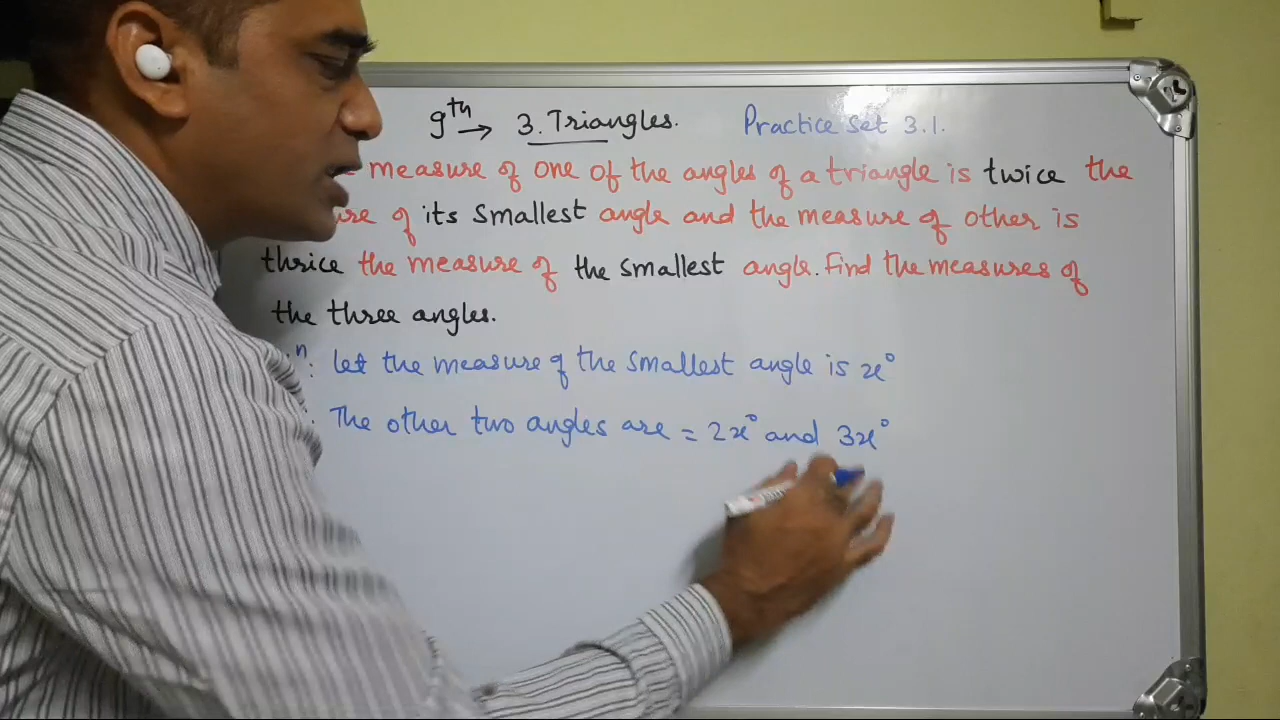 9th → 3. Triangles. Practice set 3.1.
measure of one of the angles of a triangle is twice the
of its smallest angle and the measure of other is
thrice the measure of the smallest angle. Find the measures of
the three angles.
n: let the measure of the smallest angle is x°
The other two angles are = 2x° and 3x°